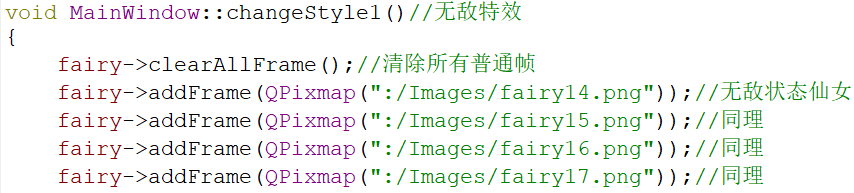 void MainWindow::changeStyle1()//无敌特效
{
    fairy->clearAllFrame();//清除所有普通帧
    fairy->addFrame(QPixmap(":/Images/fairy14.png"));//无敌状态仙女
    fairy->addFrame(QPixmap(":/Images/fairy15.png"));//同理
    fairy->addFrame(QPixmap(":/Images/fairy16.png"));//同理
    fairy->addFrame(QPixmap(":/Images/fairy17.png"));//同理